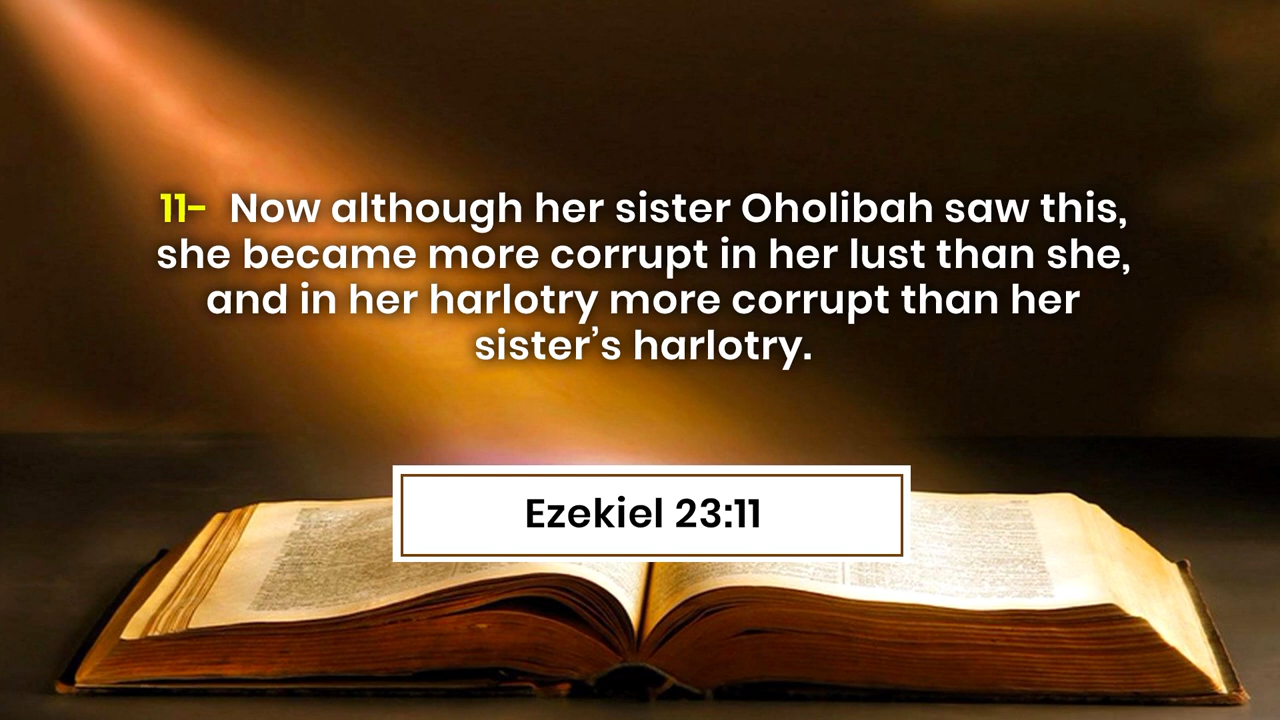 11- Now although her sister Oholibah saw this,
she became more corrupt in her lust than she,
and in her harlotry more corrupt than her
sister’s harlotry.
Ezekiel 23:11